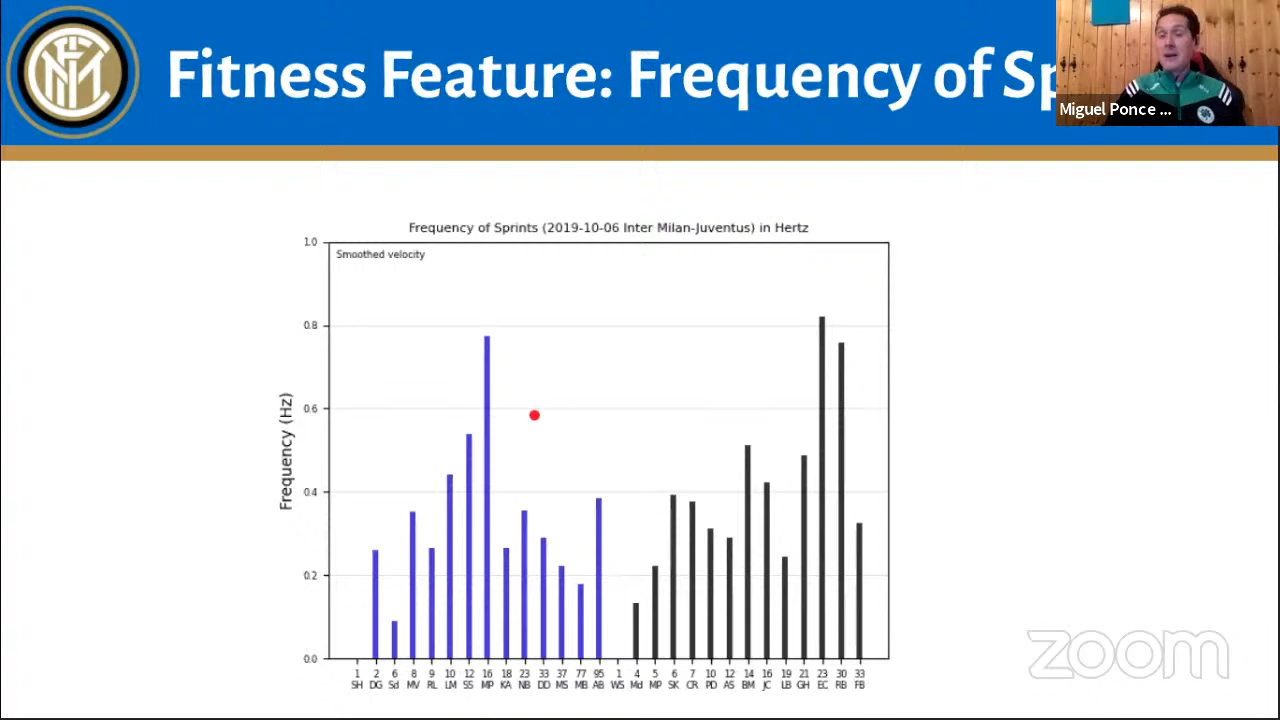 Fitness Feature: Frequency of Sp
Miguel Ponce ...
Frequency of Sprints (2019-10-06 Inter Milan-Juventus) in Hertz
Smoothed velocity
1.0
0.8
0.6
0.4
0.2
0.0
Frequency (Hz)
1 2 6 8 9 10 12 16 18 23 33 37 77 95 1 4 5 6 7 10 12 14 16 19 21 23 30 33
SH DG Sd MV RL LM SS MP KA NB DD MS MB AB WS Md MP SK CR PD AS BM JC LB GH EC RB FB
zoom